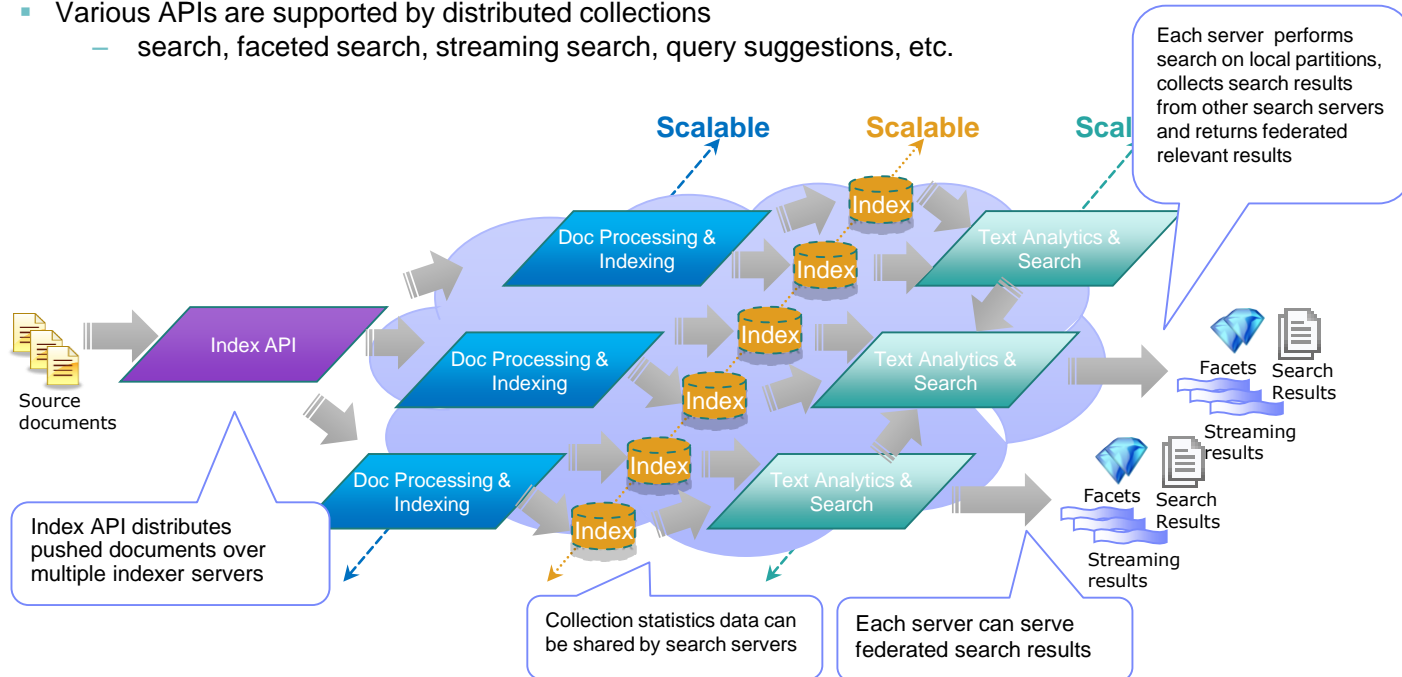 Various APIs are supported by distributed collections
– search, faceted search, streaming search, query suggestions, etc.
Each server performs
search on local partitions,
collects search results
from other search servers
and returns federated
relevant results
Scalable
Scalable
Scal
Index
Doc Processing &
Indexing
Text Analytics &
Search
Index
Index API
Index
Doc Processing &
Indexing
Text Analytics &
Search
Source
documents
Facets
Search
Results
Streaming
results
Index
Index
Doc Processing &
Indexing
Text Analytics &
Search
Facets
Search
Results
Streaming
results
Index
Index API distributes
pushed documents over
multiple indexer servers
Collection statistics data can
be shared by search servers
Each server can serve
federated search results